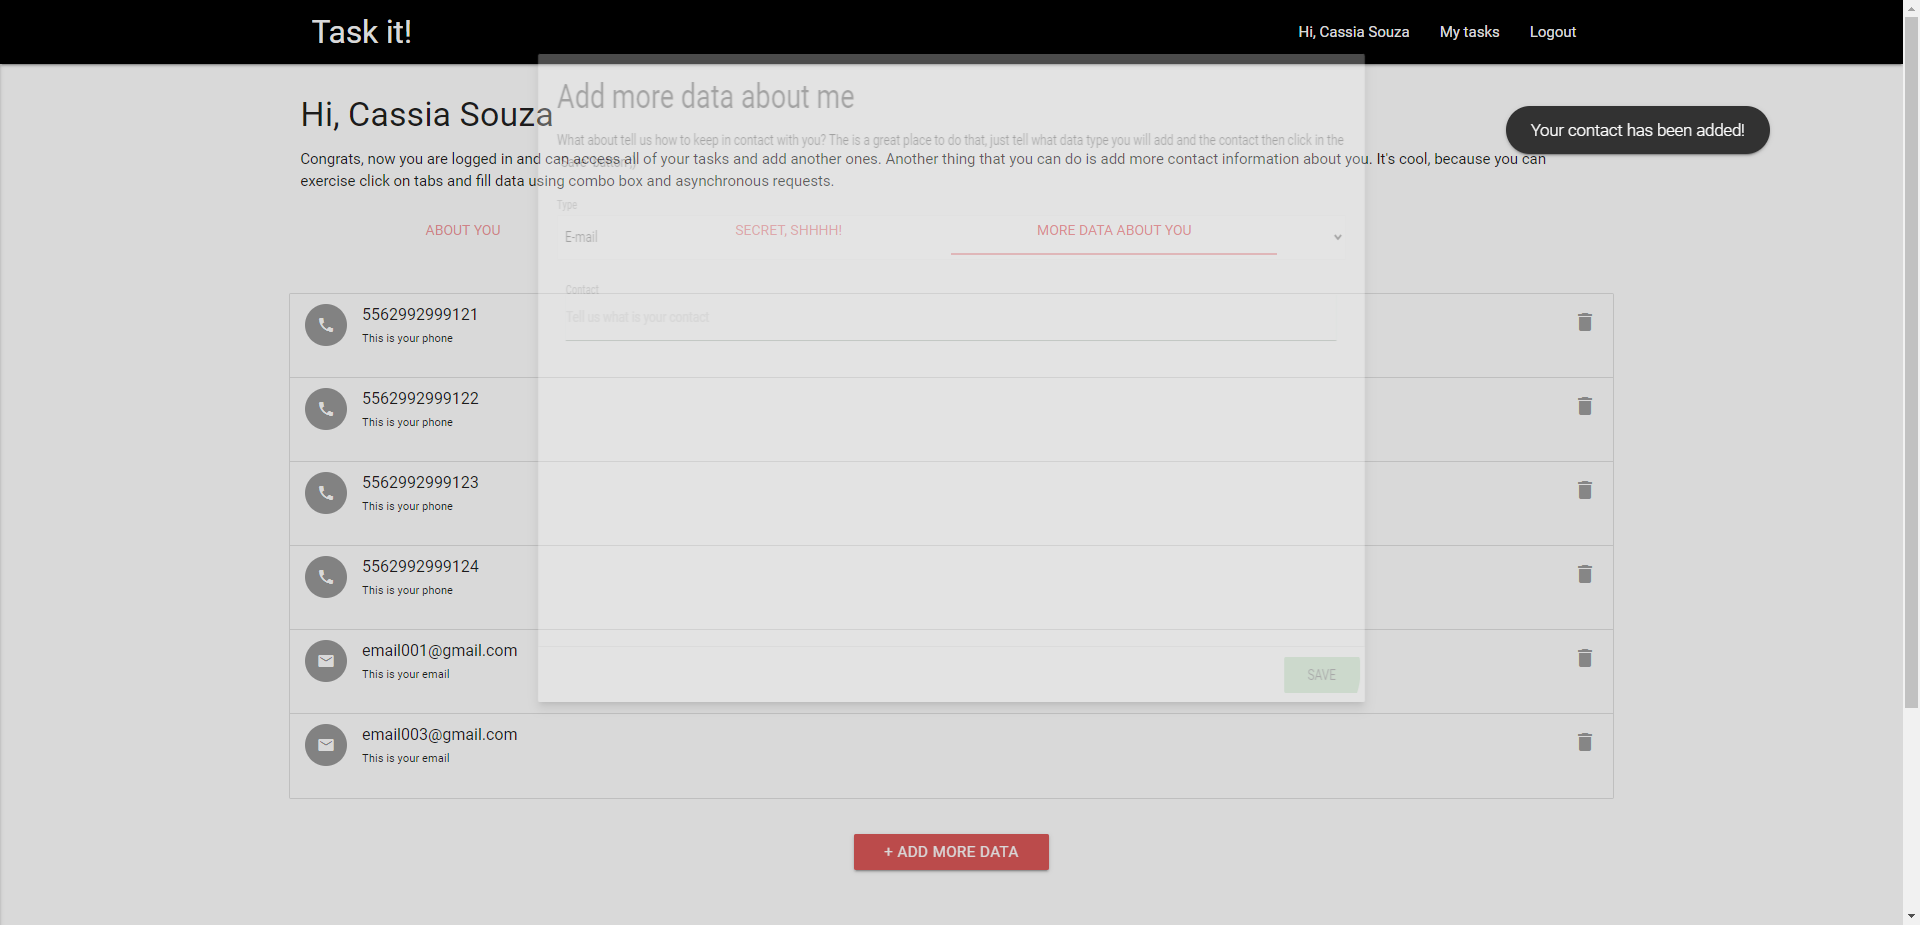 Task it!
Hi, Cassia Souza
My tasks
Logout
Add more data about me
Hi, Cassia Souza
Your contact has been added!
What about tell us how to keep in contact with you? The is a great place to do that, just tell what data type you will add and the contact then click in the
"Save" button.
Congrats, now you are logged in and can access all of your tasks and add another ones. Another thing that you can do is add more contact information about you. It's cool, because you can
exercise click on tabs and fill data using combo box and asynchronous requests.
Type
ABOUT YOU
SECRET, SHHHH!
MORE DATA ABOUT YOU
E-mail
Contact
Tell us what is your contact
5562992999121
This is your phone
5562992999122
This is your phone
5562992999123
This is your phone
5562992999124
This is your phone
email001@gmail.com
This is your email
SAVE
email003@gmail.com
This is your email
+ ADD MORE DATA